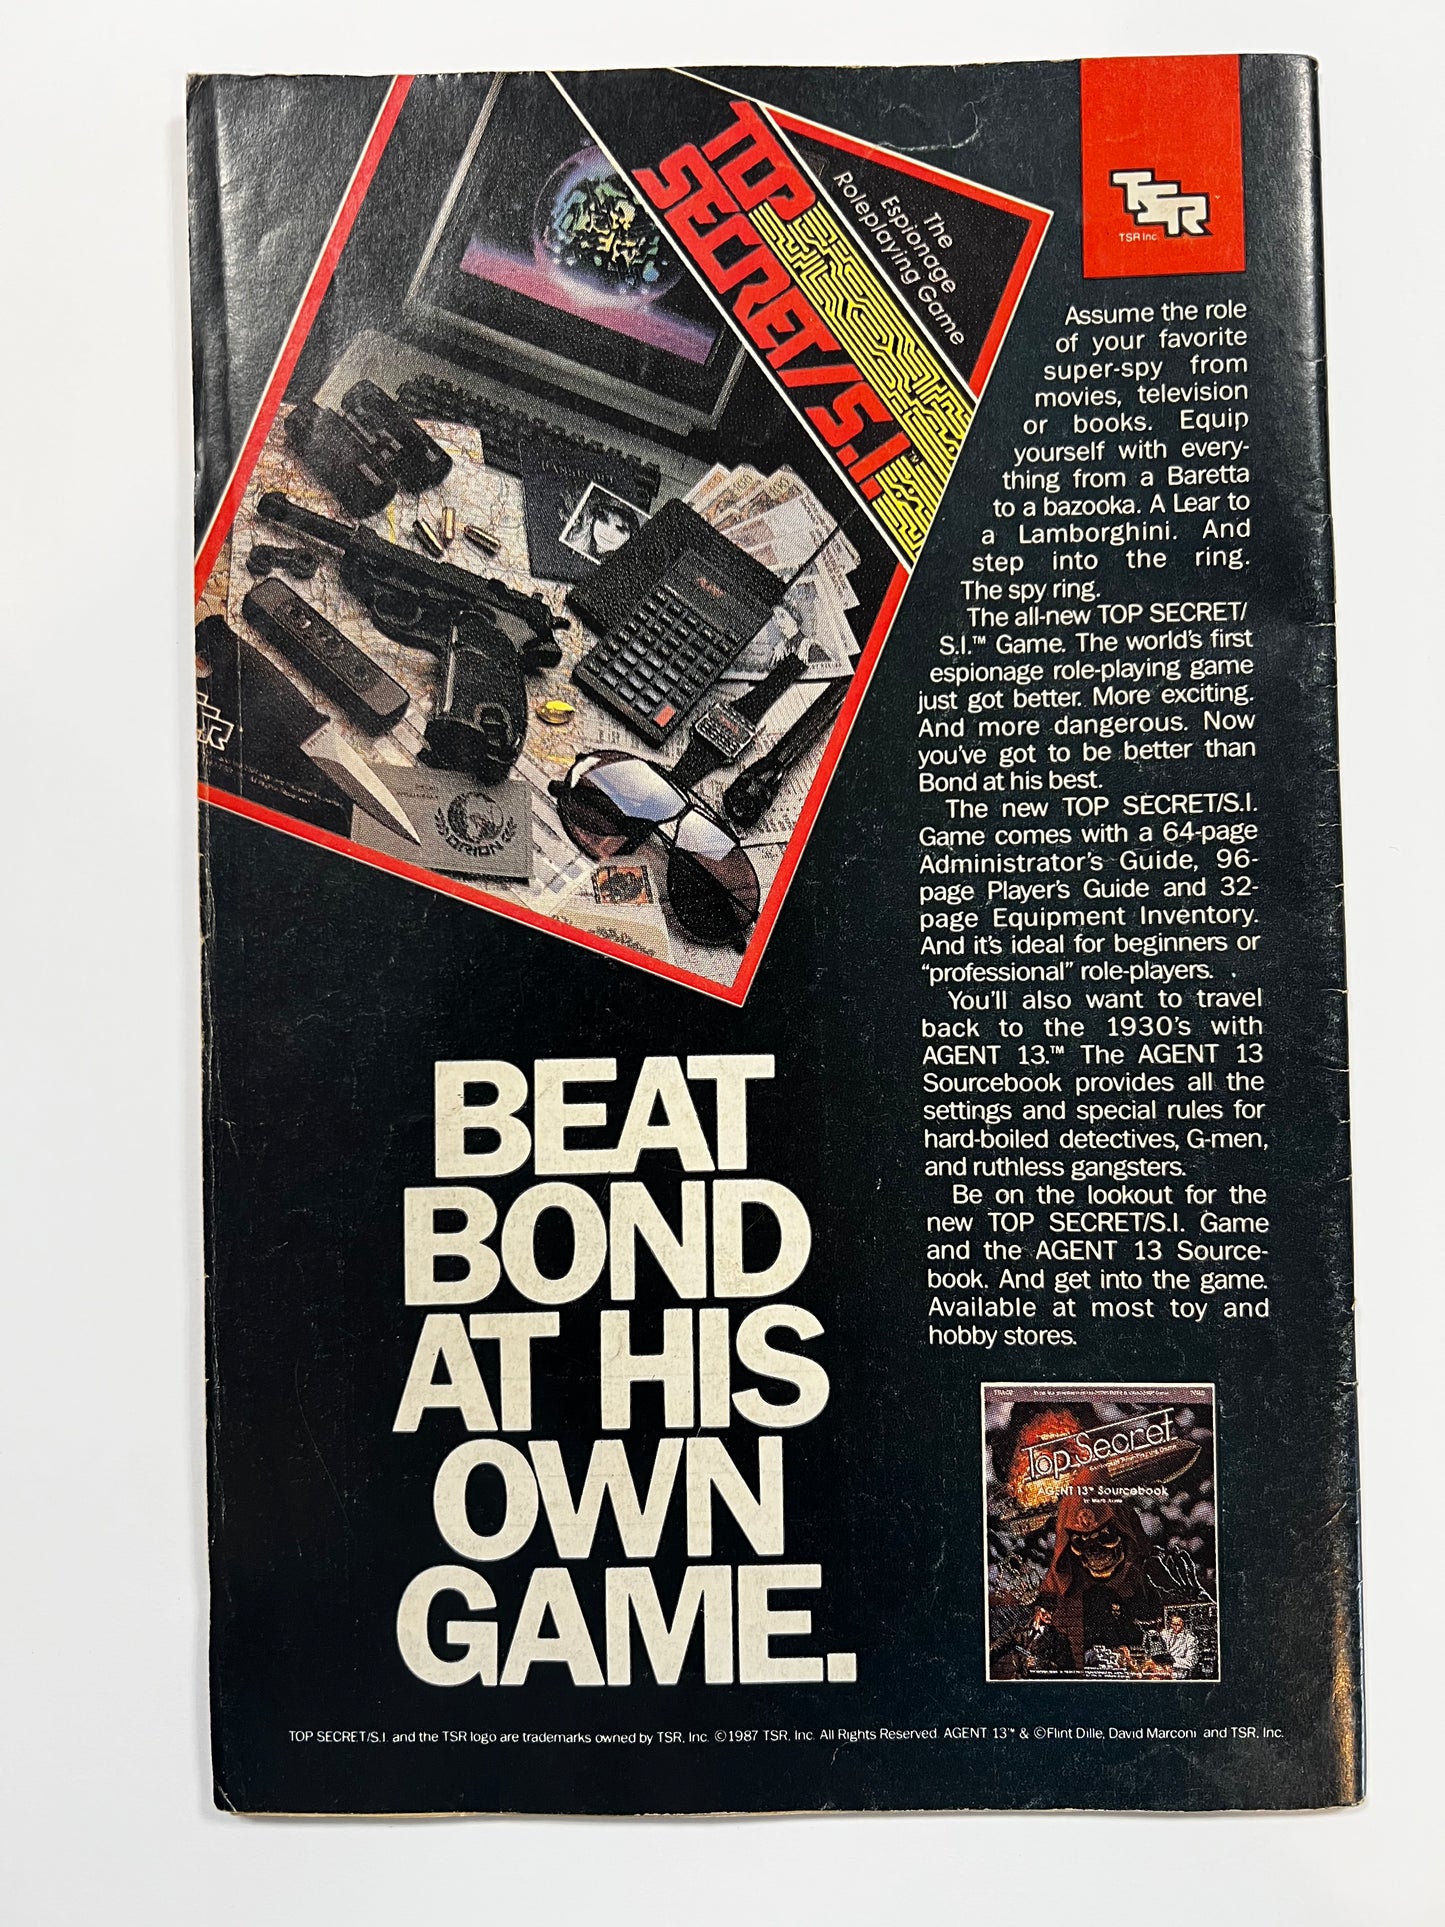 TOP
SECRET/S.I.™
The
Espionage
Roleplaying Game
TSR
TSR Inc.
TSR
ORION
Assume the role
of your favorite
super-spy from
movies, television
or books. Equip
yourself with every-
thing from a Baretta
to a bazooka. A Lear to
a Lamborghini. And
step into the ring.
The spy ring.
The all-new TOP SECRET/
S.I.™ Game. The world's first
espionage role-playing game
just got better. More exciting.
And more dangerous. Now
you've got to be better than
Bond at his best.
The new TOP SECRET/S.I.
Game comes with a 64-page
Administrator's Guide, 96-
page Player's Guide and 32-
page Equipment Inventory.
And it's ideal for beginners or
"professional" role-players.
You'll also want to travel
back to the 1930's with
AGENT 13.™ The AGENT 13
Sourcebook provides all the
settings and special rules for
hard-boiled detectives, G-men,
and ruthless gangsters.
Be on the lookout for the
new TOP SECRET/S.I. Game
and the AGENT 13 Source-
book. And get into the game.
Available at most toy and
hobby stores.
BEAT
BOND
AT HIS
OWN
GAME.
Top Secret
AGENT 13™ Sourcebook
TOP SECRET/S.I. and the TSR logo are trademarks owned by TSR, Inc. ©1987 TSR, Inc. All Rights Reserved. AGENT 13™ & ©Flint Dille, David Marconi and TSR, Inc.